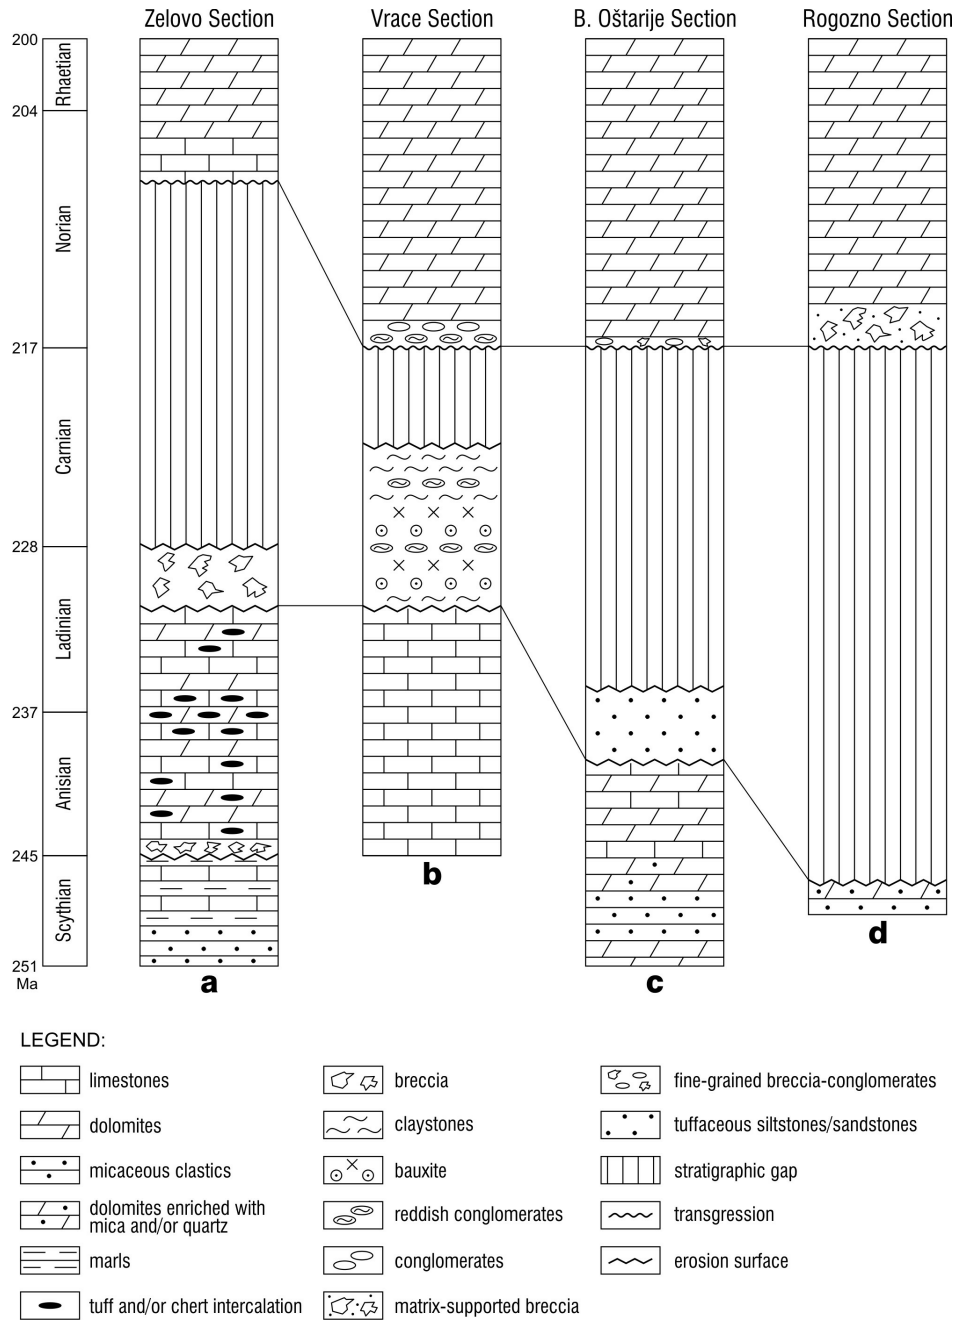 Zelovo Section
Vrace Section
B. Oštarije Section
Rogozno Section
200
Rhaetian
204
Norian
217
Carnian
228
Ladinian
237
Anisian
245
Scythian
251
Ma
a
b
c
d
LEGEND:
limestones
dolomites
micaceous clastics
dolomites enriched with
mica and/or quartz
marls
tuff and/or chert intercalation
breccia
claystones
bauxite
reddish conglomerates
conglomerates
matrix-supported breccia
fine-grained breccia-conglomerates
tuffaceous siltstones/sandstones
stratigraphic gap
transgression
erosion surface